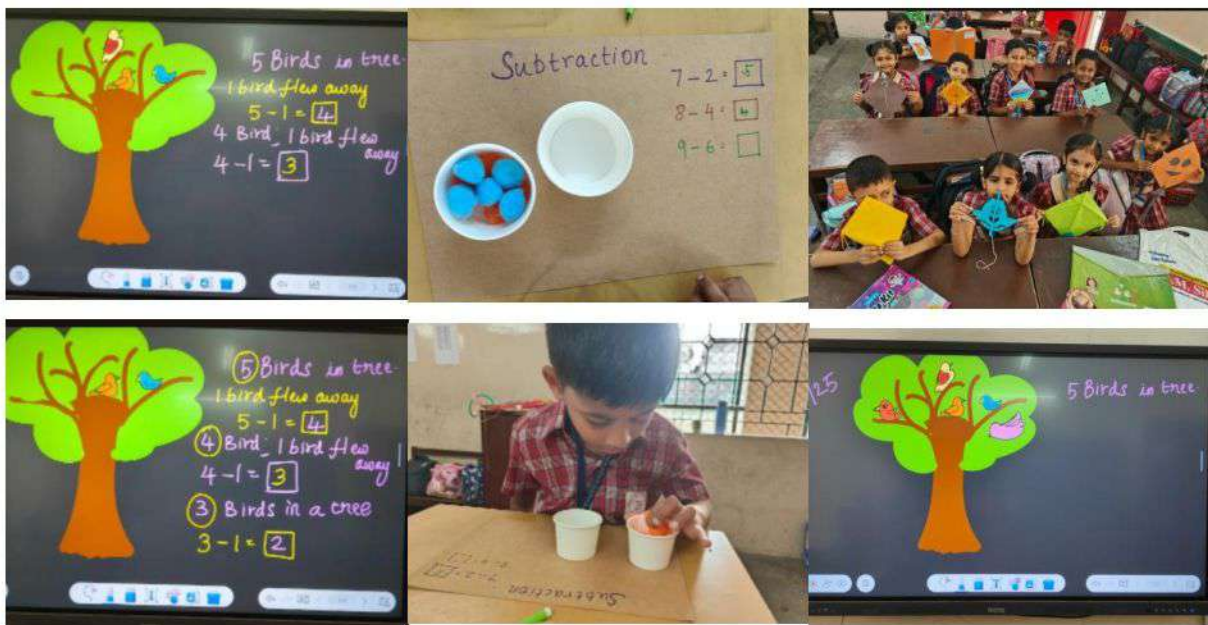 5 Birds in tree.
1 bird flew away
5 - 1 = 4
4 Bird, 1 bird flew
away
4 - 1 = 3
Subtraction
7 - 2 = 5
8 - 4 = 4
9 - 6 =
5 Birds in tree.
1 bird flew away
5 - 1 = 4
4 Bird, 1 bird flew
away
4 - 1 = 3
3 Birds in a tree
3 - 1 = 2
Subtraction
25
5 Birds in tree